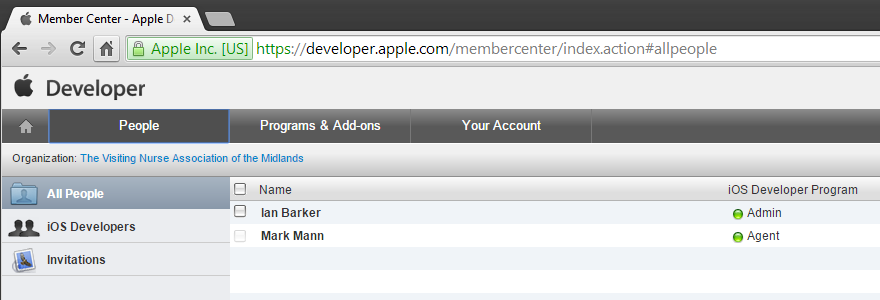 Member Center - Apple D
Apple Inc. [US] https://developer.apple.com/membercenter/index.action#allpeople
Developer
People Programs & Add-ons Your Account
Organization: The Visiting Nurse Association of the Midlands
All People
Name iOS Developer Program
Ian Barker Admin
iOS Developers
Mark Mann Agent
Invitations